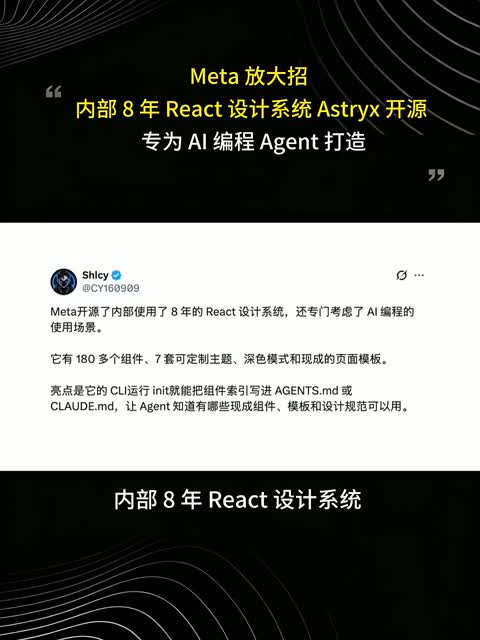 “
Meta 放大招
内部 8 年 React 设计系统 Astryx 开源
专为 AI 编程 Agent 打造
”
Shlcy
@CY160909
Meta开源了内部使用了 8 年的 React 设计系统，还专门考虑了 AI 编程的
使用场景。
它有 180 多个组件、7 套可定制主题、深色模式和现成的页面模板。
亮点是它的 CLI运行 init就能把组件索引写进 AGENTS.md 或
CLAUDE.md，让 Agent 知道有哪些现成组件、模板和设计规范可以用。
内部 8 年 React 设计系统